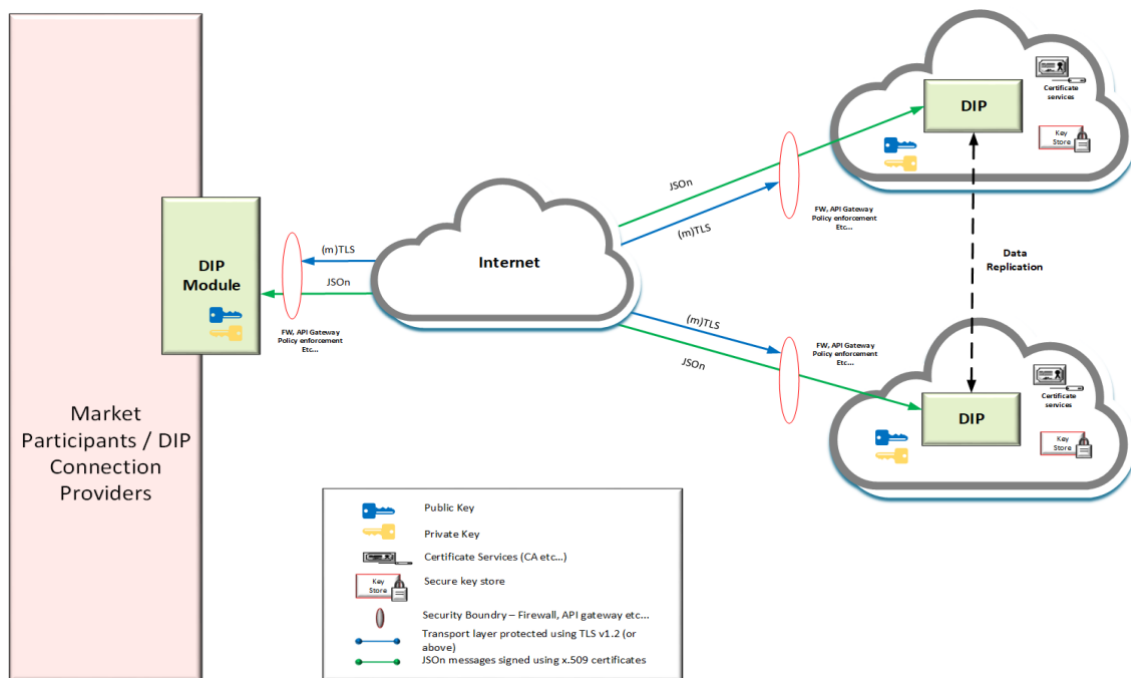 DIP
Certificate
services
Key
Store
JSOn
(m)TLS
FW, API Gateway
Policy enforcement
Etc...
DIP
Module
(m)TLS
JSOn
FW, API Gateway
Policy enforcement
Etc...
Internet
Data
Replication
(m)TLS
JSOn
FW, API Gateway
Policy enforcement
Etc...
DIP
Certificate
services
Key
Store
Market
Participants / DIP
Connection
Providers
Public Key
Private Key
Certificate Services (CA etc...)
Key
Store
Secure key store
Security Boundry – Firewall, API gateway etc...
Transport layer protected using TLS v1.2 (or
above)
JSOn messages signed using x.509 certificates